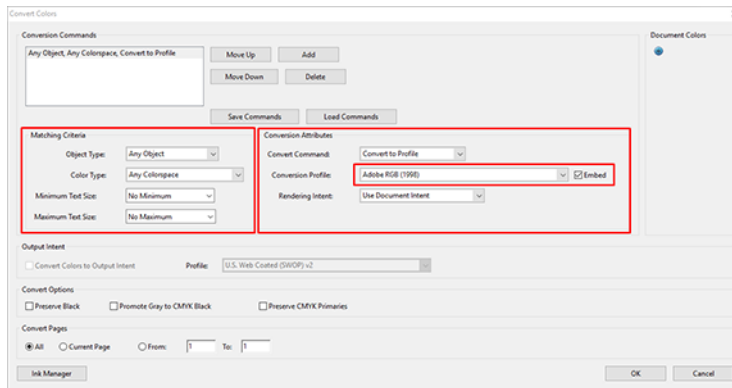 Convert Colors
Conversion Commands
Document Colors
Any Object, Any Colorspace, Convert to Profile
Move Up
Add
Move Down
Delete
Save Commands
Load Commands
Matching Criteria
Conversion Attributes
Object Type: Any Object
Convert Command: Convert to Profile
Color Type: Any Colorspace
Conversion Profile: Adobe RGB (1998) Embed
Minimum Text Size: No Minimum
Rendering Intent: Use Document Intent
Maximum Text Size: No Maximum
Output Intent
Convert Colors to Output Intent Profile: U.S. Web Coated (SWOP) v2
Convert Options
Preserve Black Promote Gray to CMYK Black Preserve CMYK Primaries
Convert Pages
All Current Page From: 1 To: 1
Ink Manager
OK
Cancel